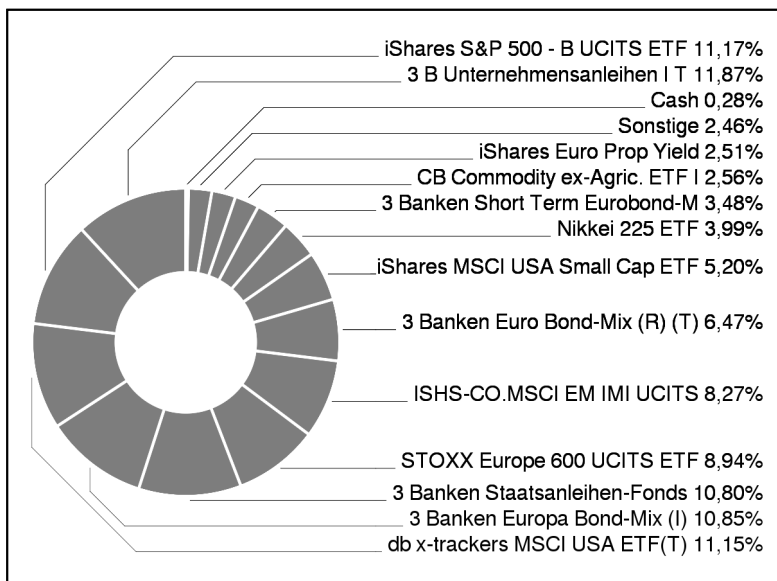 iShares S&P 500 - B UCITS ETF 11,17%
3 B Unternehmensanleihen I T 11,87%
Cash 0,28%
Sonstige 2,46%
iShares Euro Prop Yield 2,51%
CB Commodity ex-Agric. ETF I 2,56%
3 Banken Short Term Eurobond-M 3,48%
Nikkei 225 ETF 3,99%
iShares MSCI USA Small Cap ETF 5,20%
3 Banken Euro Bond-Mix (R) (T) 6,47%
ISHS-CO.MSCI EM IMI UCITS 8,27%
STOXX Europe 600 UCITS ETF 8,94%
3 Banken Staatsanleihen-Fonds 10,80%
3 Banken Europa Bond-Mix (I) 10,85%
db x-trackers MSCI USA ETF(T) 11,15%